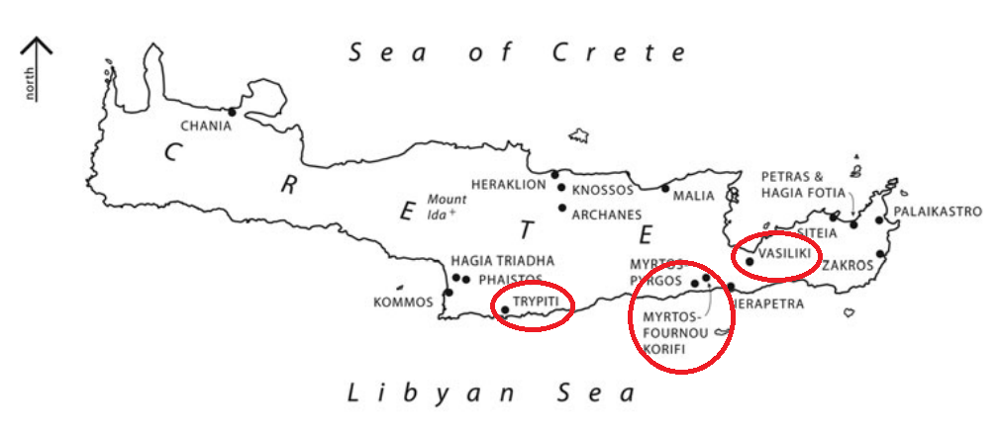 Sea of Crete
north
CHANIA
C
R
E
T
E
Mount
Ida
HERAKLION
KNOSSOS
ARCHANES
MALIA
PETRAS &
HAGIA FOTIA
PALAIKASTRO
SITEIA
VASILIKI
ZAKROS
HAGIA TRIADHA
PHAISTOS
KOMMOS
TRYPITI
MYRTOS-
PYRGOS
IERAPETRA
MYRTOS-
FOURNOU
KORIFI
Libyan Sea